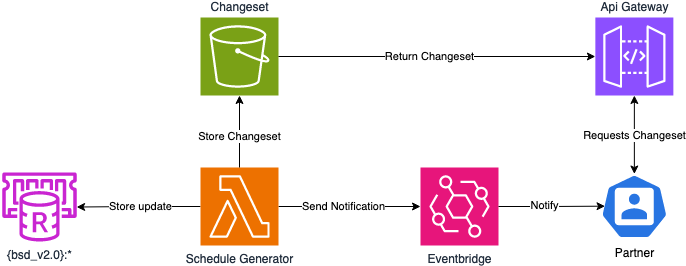 Changeset
Api Gateway
Return Changeset
Store Changeset
Requests Changeset
R
Store update
Send Notification
Notify
{bsd_v2.0}:*
Schedule Generator
Eventbridge
Partner